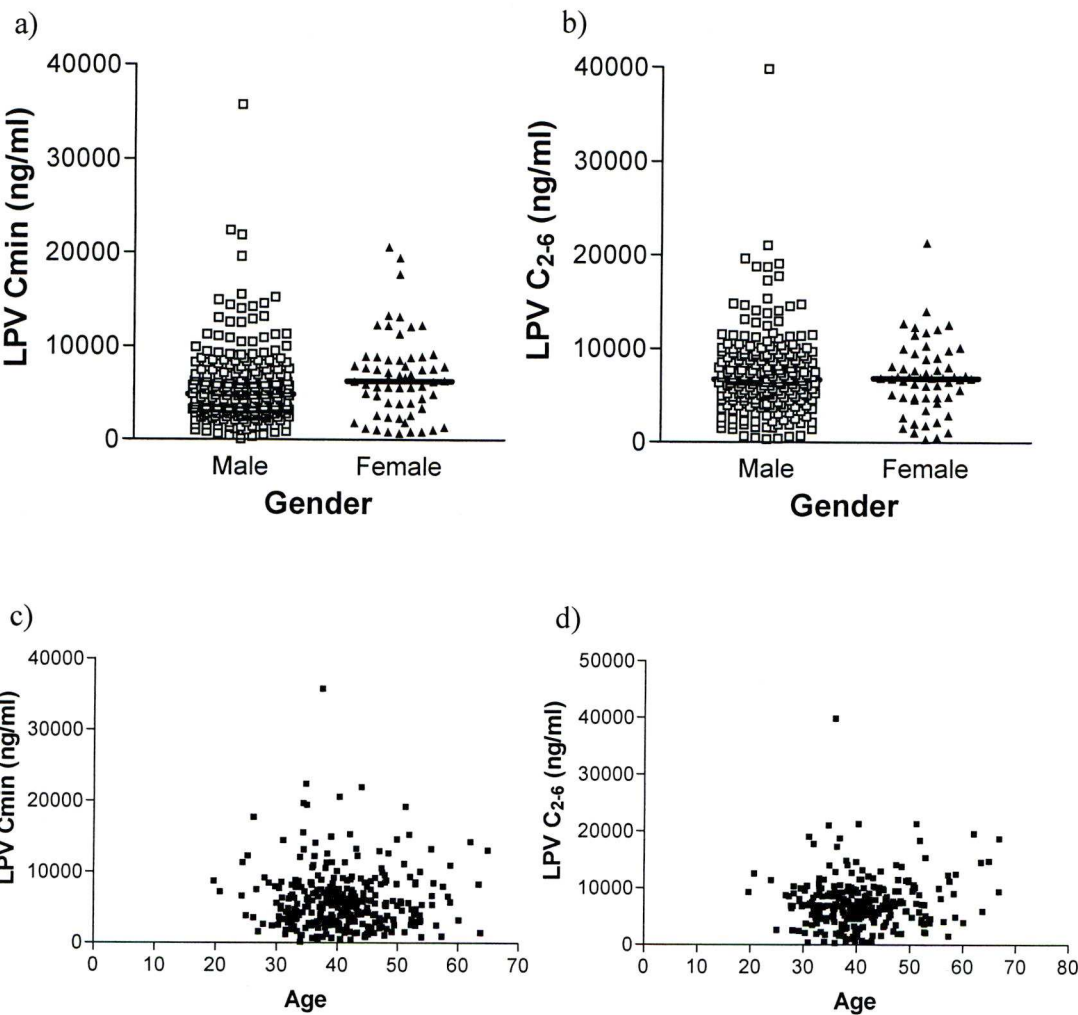 a)
LPV Cmin (ng/ml)
40000
30000
20000
10000
0
Male Female
Gender
b)
LPV C2-6 (ng/ml)
40000
30000
20000
10000
0
Male Female
Gender
c)
LPV Cmin (ng/ml)
40000
30000
20000
10000
0
0 10 20 30 40 50 60 70
Age
d)
LPV C2-6 (ng/ml)
50000
40000
30000
20000
10000
0
0 10 20 30 40 50 60 70 80
Age